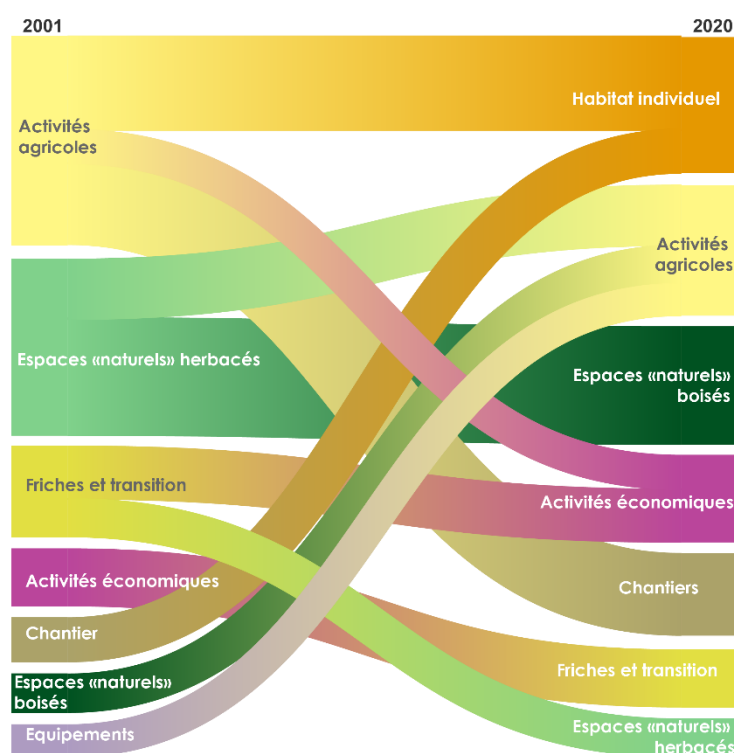 2001
2020
Activités
agricoles
Espaces «naturels» herbacés
Friches et transition
Activités économiques
Chantier
Espaces «naturels»
boisés
Equipements
Habitat individuel
Activités
agricoles
Espaces «naturels»
boisés
Activités économiques
Chantiers
Friches et transition
Espaces «naturels»
herbacés